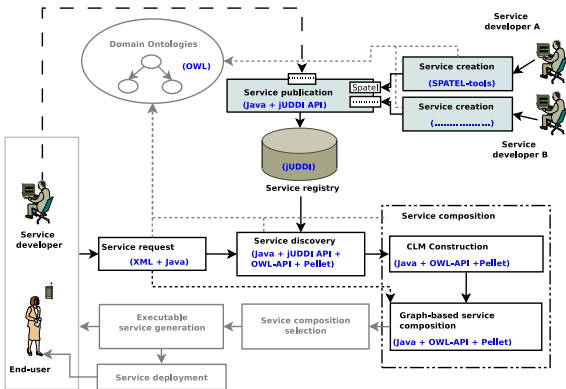 Service
developer A
Domain Ontologies
(OWL)
Service creation
(SPATEL-tools)
Spatel
Service publication
(Java + jUDDI API)
Service creation
(..................)
Service
developer B
(jUDDI)
Service registry
Service
developer
Service composition
Service request
(XML + Java)
Service discovery
(Java + jUDDI API +
OWL-API + Pellet)
CLM Construction
(Java + OWL-API +Pellet)
Executable
service generation
Sevice composition
selection
Graph-based service
composition
(Java + OWL-API + Pellet)
End-user
Service deployment